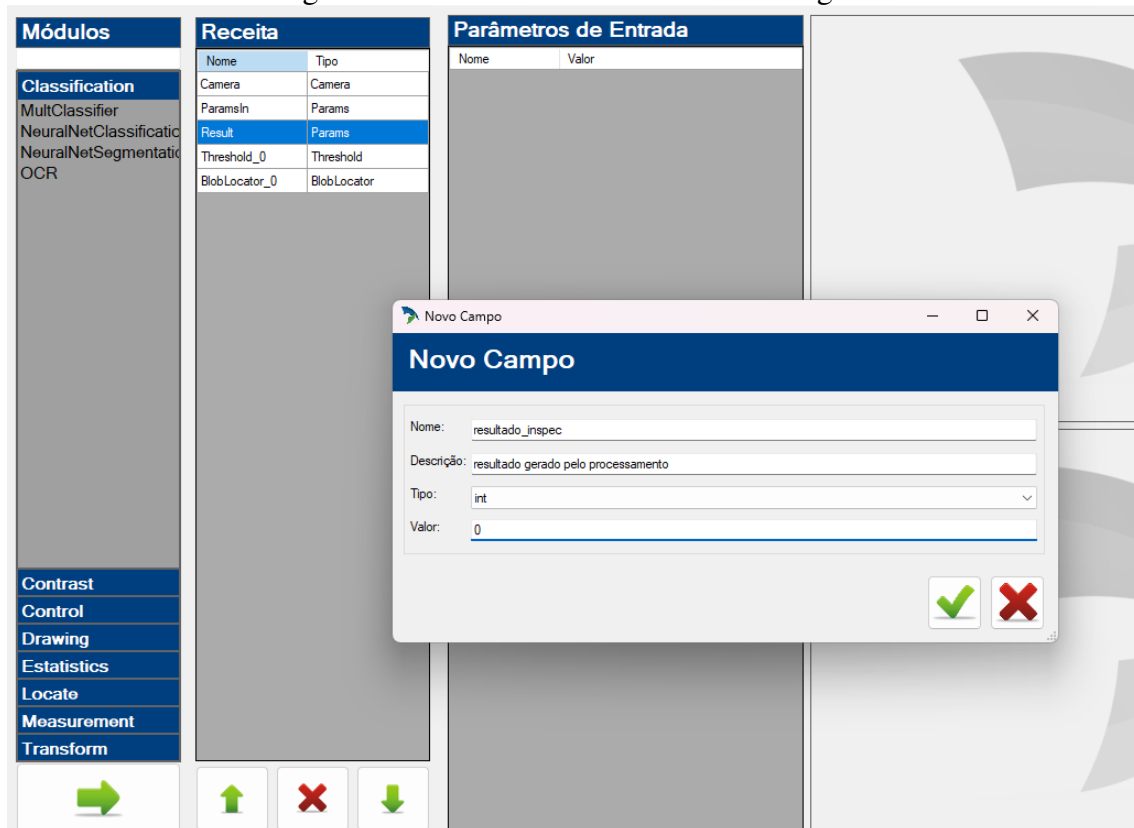 Módulos
Classification
MultClassifier
NeuralNetClassificatic
NeuralNetSegmentatic
OCR
Contrast
Control
Drawing
Estatistics
Locate
Measurement
Transform
Receita
Nome Tipo
Camera Camera
ParamsIn Params
Result Params
Threshold_0 Threshold
BlobLocator_0 BlobLocator
Parâmetros de Entrada
Nome Valor
Novo Campo
Novo Campo
Nome: resultado_inspec
Descrição: resultado gerado pelo processamento
Tipo: int
Valor: 0